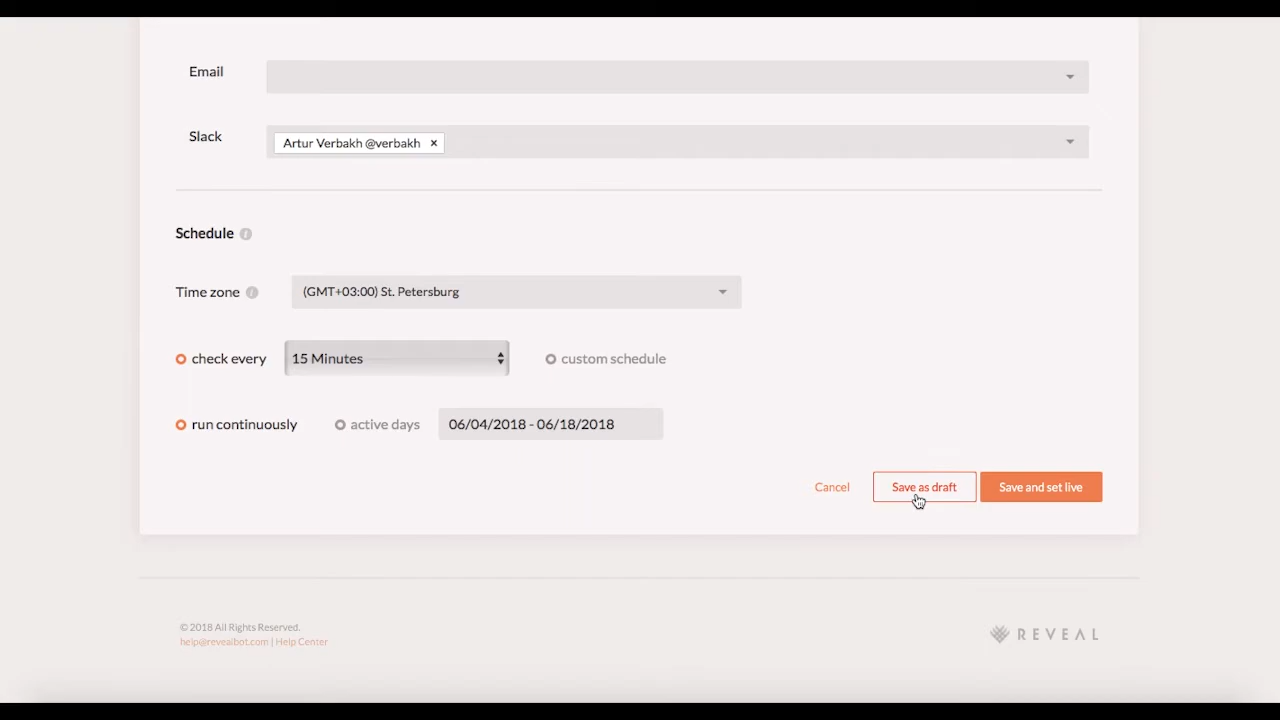 Email
Slack
Artur Verbakh @verbakh ×
Schedule i
Time zone i (GMT+03:00) St. Petersburg
check every 15 Minutes custom schedule
run continuously active days 06/04/2018 - 06/18/2018
Cancel Save as draft Save and set live
© 2018 All Rights Reserved.
help@revealbot.com | Help Center
REVEAL